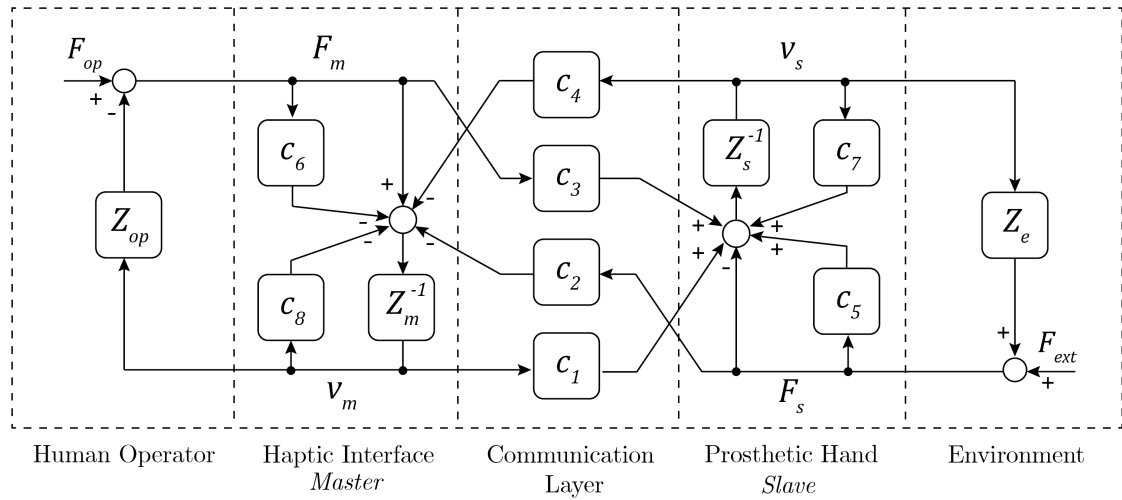 F_op
F_m
v_s
+
-
c_4
c_6
Z_s^-1
c_7
c_3
+
-
Z_op
-
+
+
Z_e
-
-
+
-
+
c_2
c_8
Z_m^-1
c_5
+
F_ext
c_1
+
v_m
F_s
Human Operator
Haptic Interface
Master
Communication
Layer
Prosthetic Hand
Slave
Environment